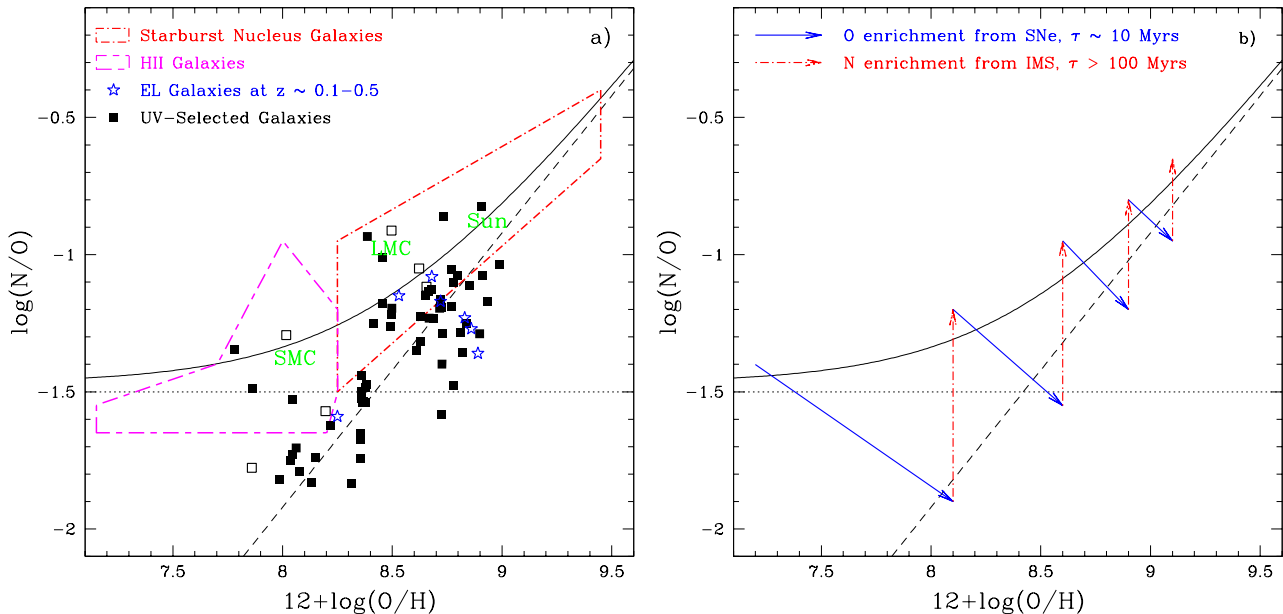 a)
Starburst Nucleus Galaxies
HII Galaxies
EL Galaxies at z ~ 0.1-0.5
UV-Selected Galaxies
LMC
Sun
SMC
-0.5
-1
-1.5
-2
log(N/O)
7.5
8
8.5
9
9.5
12+log(O/H)
b)
O enrichment from SNe, τ ~ 10 Myrs
N enrichment from IMS, τ > 100 Myrs
-0.5
-1
-1.5
-2
log(N/O)
7.5
8
8.5
9
9.5
12+log(O/H)